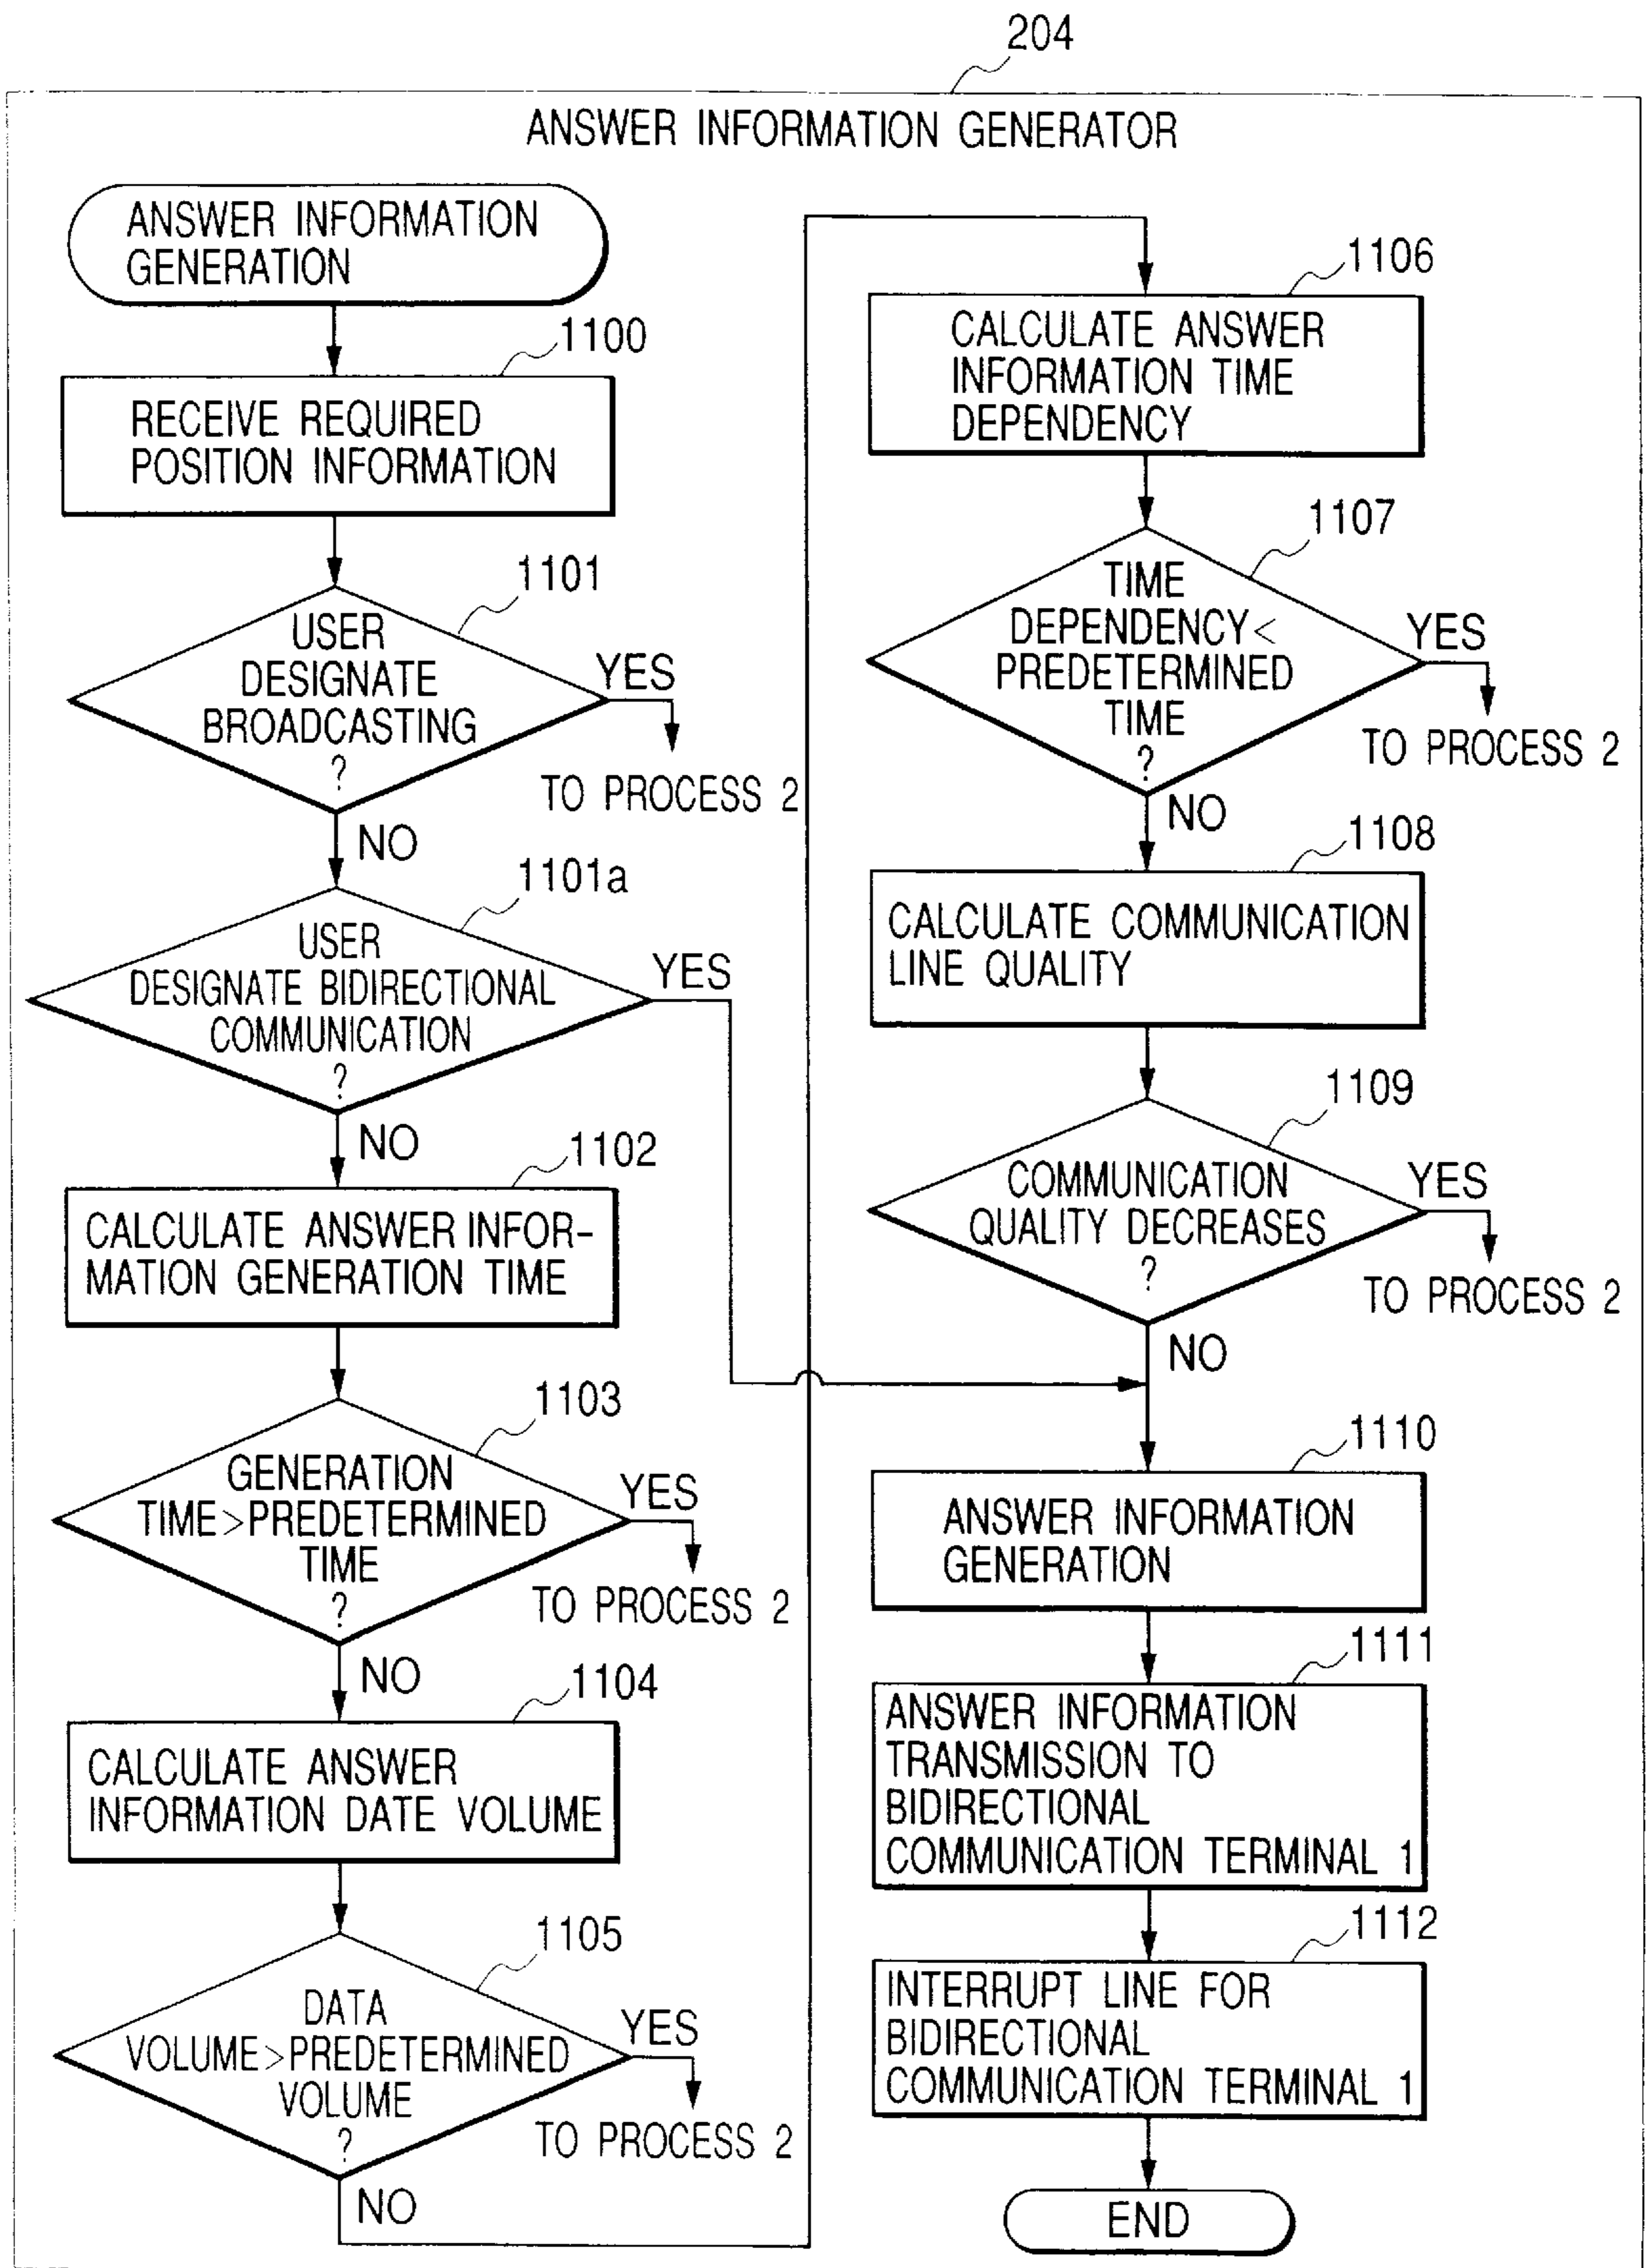 204
ANSWER INFORMATION GENERATOR
ANSWER INFORMATION
GENERATION
1100
RECEIVE REQUIRED
POSITION INFORMATION
1101
USER
DESIGNATE
BROADCASTING
?
YES
TO PROCESS 2
NO
1101a
USER
DESIGNATE BIDIRECTIONAL
COMMUNICATION
?
YES
NO
1102
CALCULATE ANSWER INFOR-
MATION GENERATION TIME
1103
GENERATION
TIME>PREDETERMINED
TIME
?
YES
TO PROCESS 2
NO
1104
CALCULATE ANSWER
INFORMATION DATE VOLUME
1105
DATA
VOLUME>PREDETERMINED
VOLUME
?
YES
TO PROCESS 2
NO
1106
CALCULATE ANSWER
INFORMATION TIME
DEPENDENCY
1107
TIME
DEPENDENCY<
PREDETERMINED
TIME
?
YES
TO PROCESS 2
NO
1108
CALCULATE COMMUNICATION
LINE QUALITY
1109
COMMUNICATION
QUALITY DECREASES
?
YES
TO PROCESS 2
NO
1110
ANSWER INFORMATION
GENERATION
1111
ANSWER INFORMATION
TRANSMISSION TO
BIDIRECTIONAL
COMMUNICATION TERMINAL 1
1112
INTERRUPT LINE FOR
BIDIRECTIONAL
COMMUNICATION TERMINAL 1
END